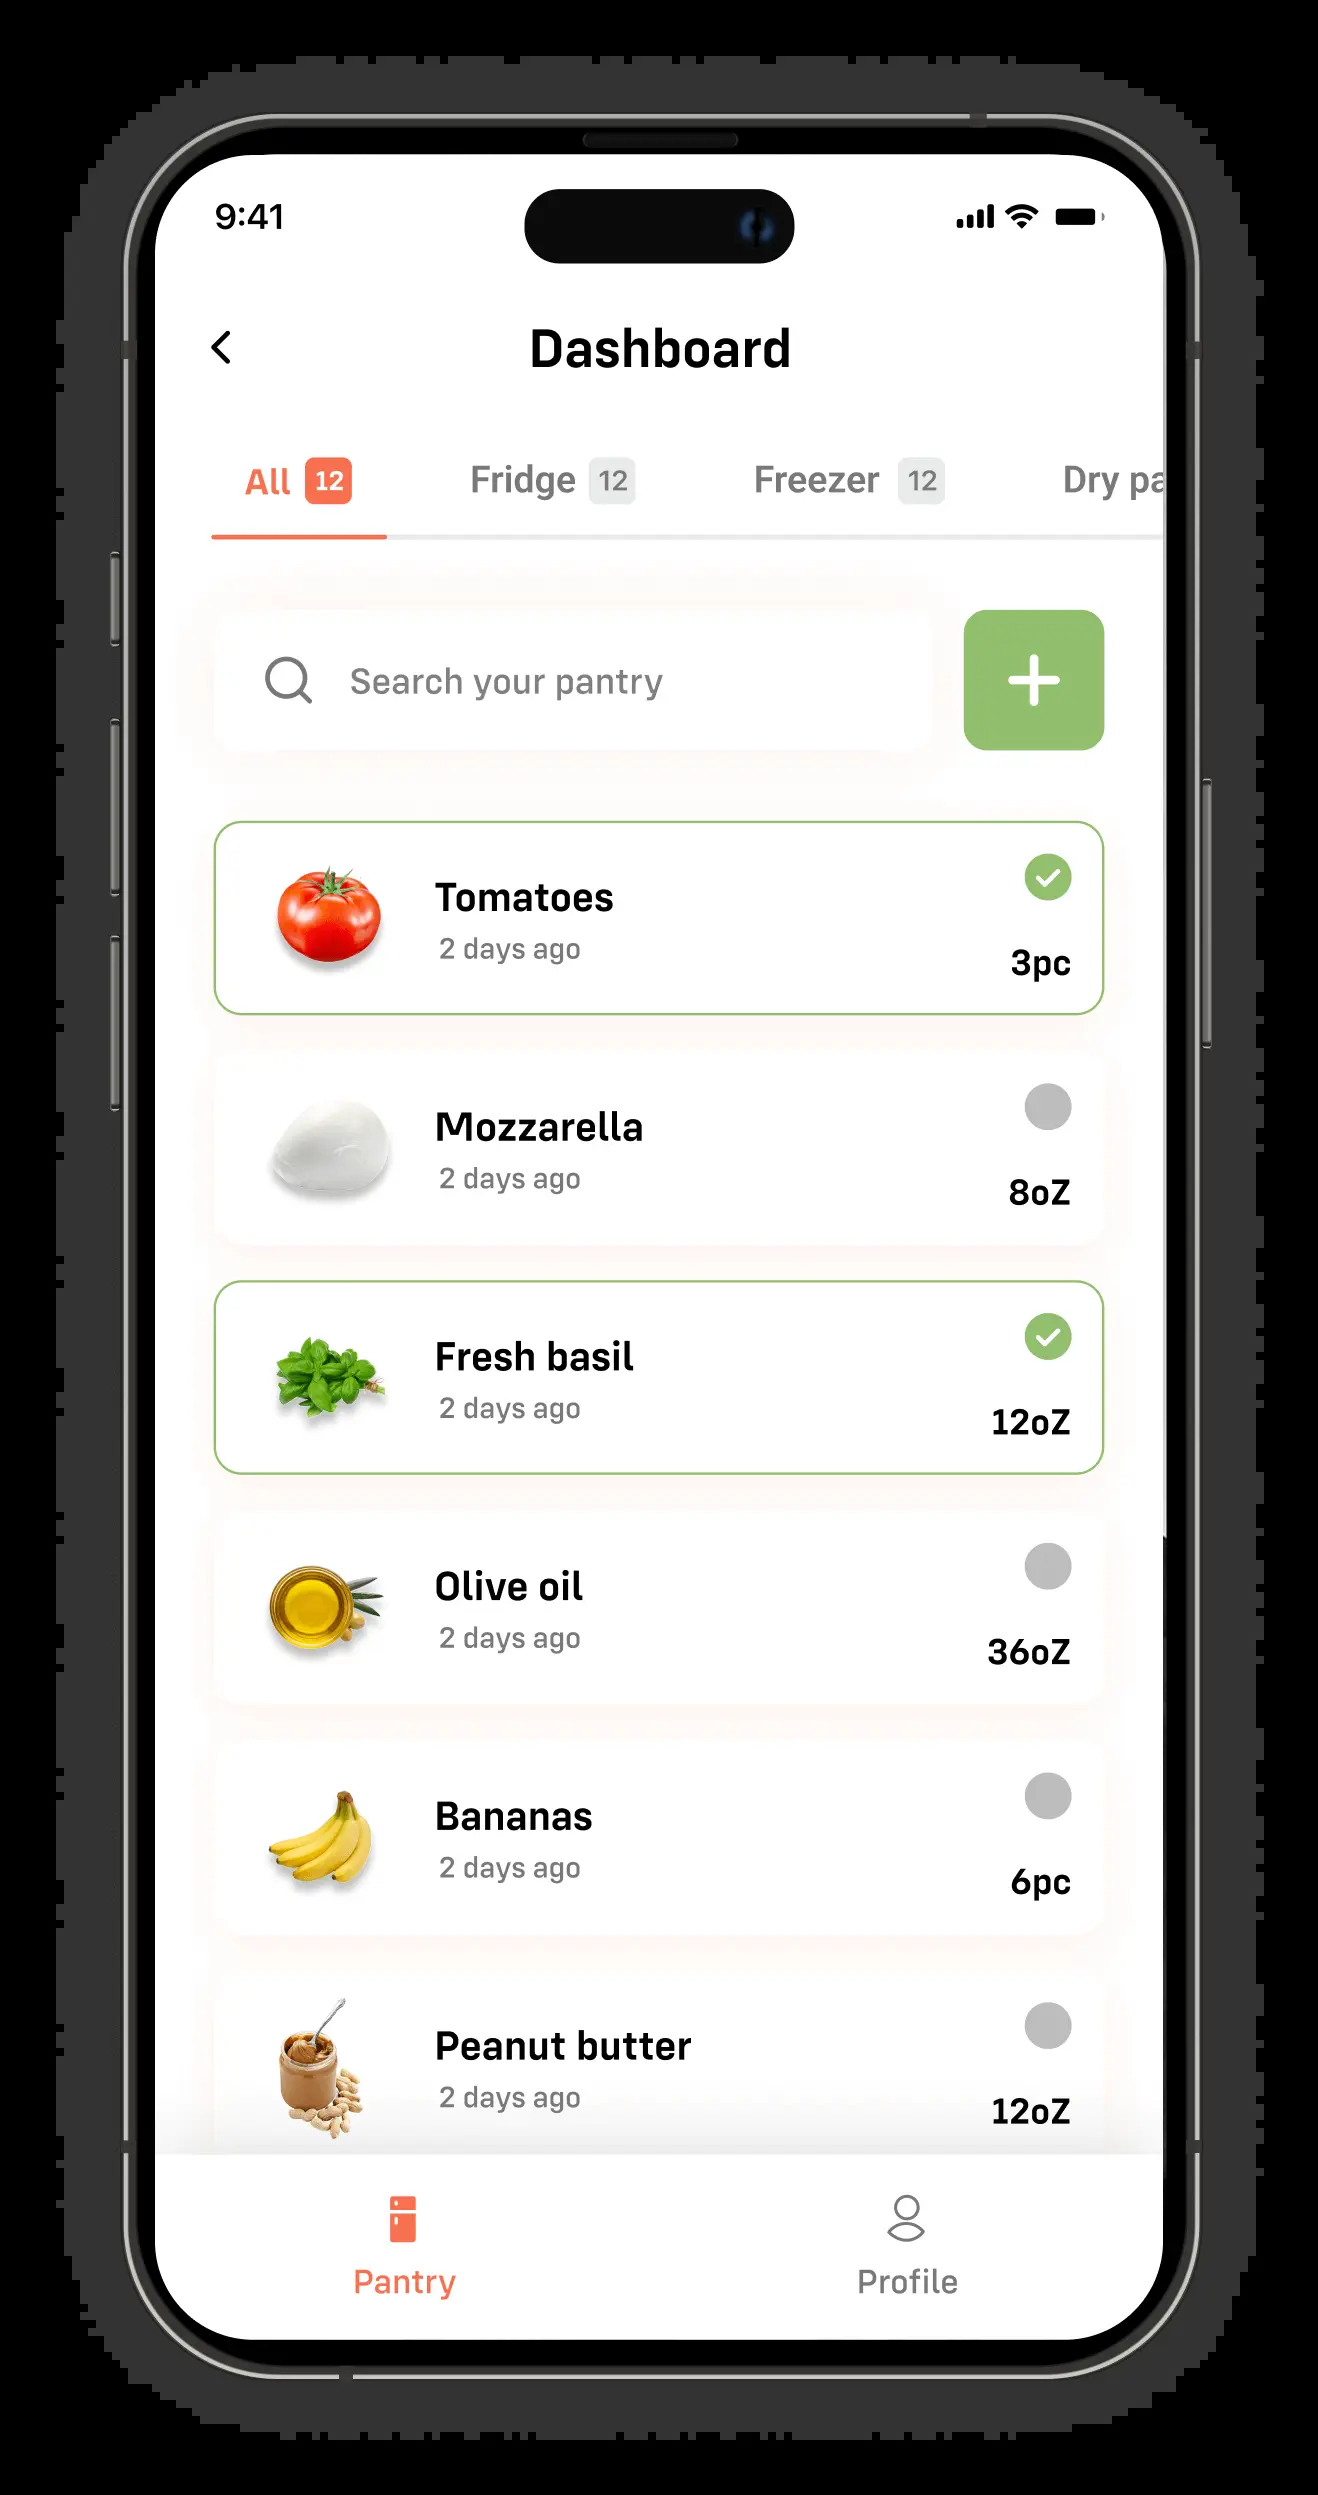 9:41
Dashboard
All 12 Fridge 12 Freezer 12 Dry pa
Search your pantry
Tomatoes
2 days ago
3pc
Mozzarella
2 days ago
8oZ
Fresh basil
2 days ago
12oZ
Olive oil
2 days ago
36oZ
Bananas
2 days ago
6pc
Peanut butter
2 days ago
12oZ
Pantry Profile